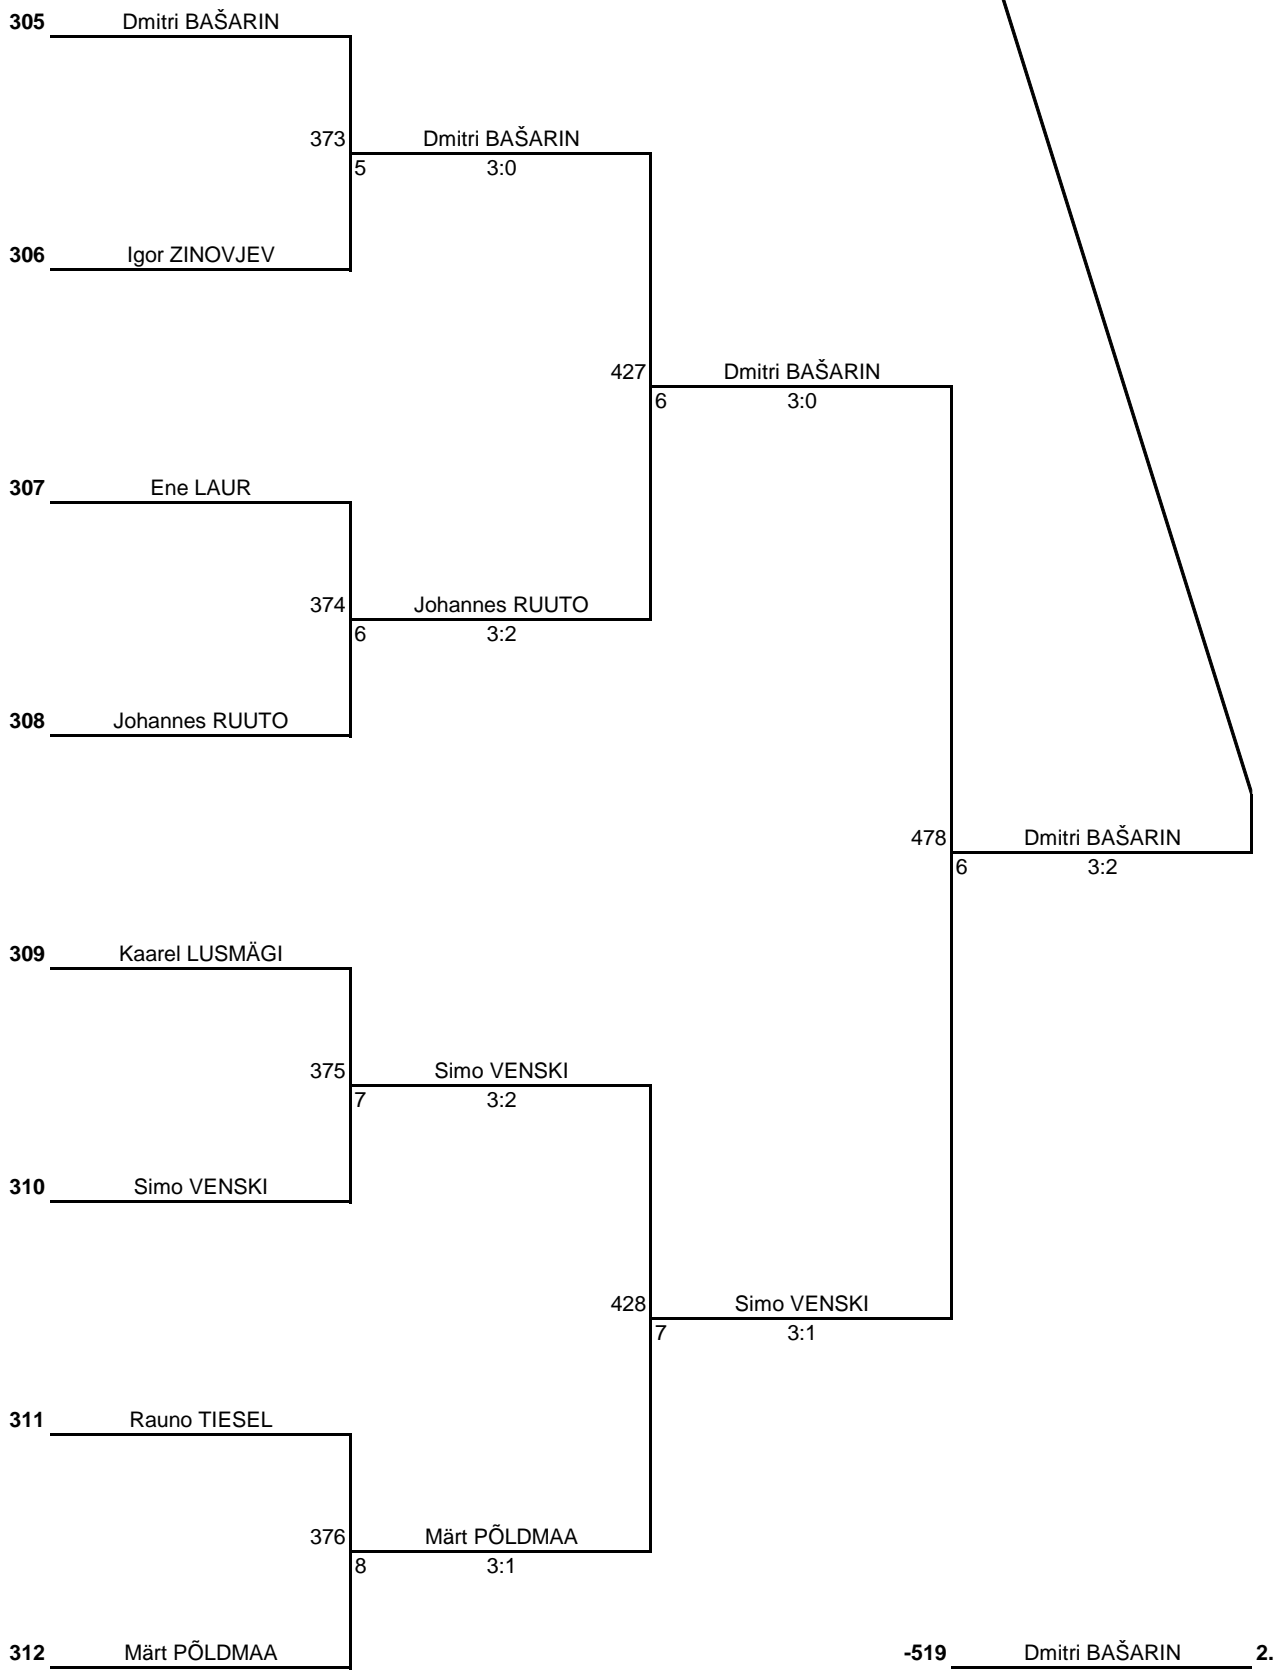 305 Dmitri BAŠARIN
373 Dmitri BAŠARIN
5 3:0
306 Igor ZINOVJEV
427 Dmitri BAŠARIN
6 3:0
307 Ene LAUR
374 Johannes RUUTO
6 3:2
308 Johannes RUUTO
478 Dmitri BAŠARIN
6 3:2
309 Kaarel LUSMÄGI
375 Simo VENSKI
7 3:2
310 Simo VENSKI
428 Simo VENSKI
7 3:1
311 Rauno TIESEL
376 Märt PÕLDMAA
8 3:1
312 Märt PÕLDMAA -519 Dmitri BAŠARIN 2.